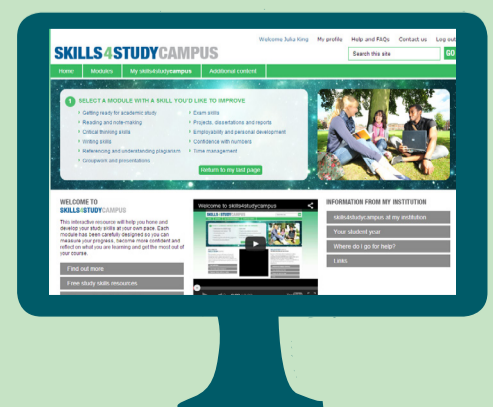 Welcome Julia King   My profile   Help and FAQs   Contact us   Log out
SKILLS4STUDYCAMPUS
Search this site   GO
Home   Modules   My skills4studycampus   Additional content
1 SELECT A MODULE WITH A SKILL YOU'D LIKE TO IMPROVE
Getting ready for academic study
Reading and note-making
Critical thinking skills
Writing skills
Referencing and understanding plagiarism
Groupwork and presentations
Exam skills
Projects, dissertations and reports
Employability and personal development
Confidence with numbers
Time management
Return to my last page
WELCOME TO
SKILLS4STUDYCAMPUS
This interactive resource will help you hone and
develop your study skills at your own pace. Each
module has been carefully designed so you can
measure your progress, become more confident and
reflect on what you are learning and get the most out of
your course.
Find out more
Free study skills resources
Welcome to skills4studycampus
INFORMATION FROM MY INSTITUTION
Skills4studycampus at my institution
Your student year
Where do I go for help?
Links